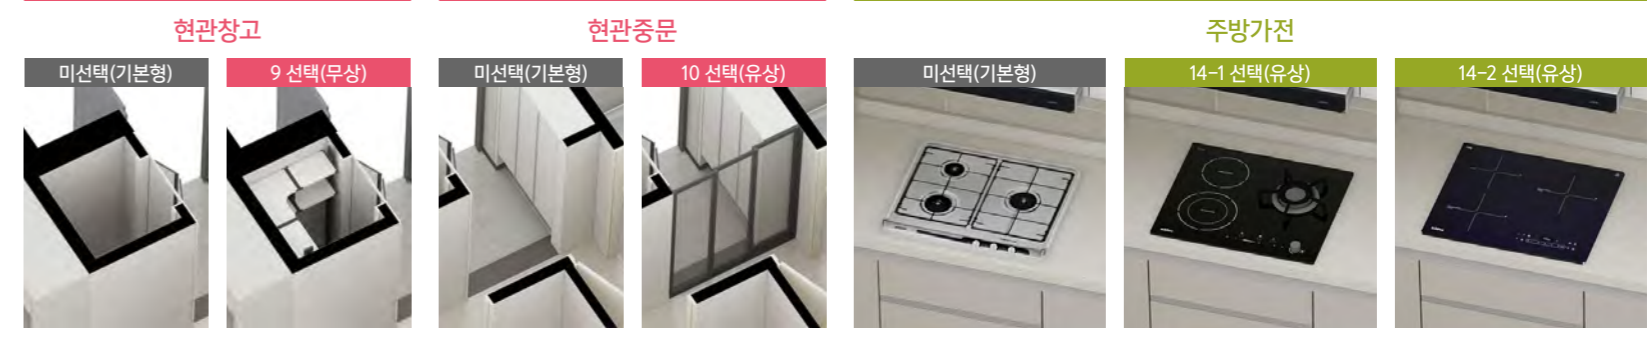 현관창고
현관중문
주방가전
미선택(기본형)
9 선택(무상)
미선택(기본형)
10 선택(유상)
미선택(기본형)
14-1 선택(유상)
14-2 선택(유상)